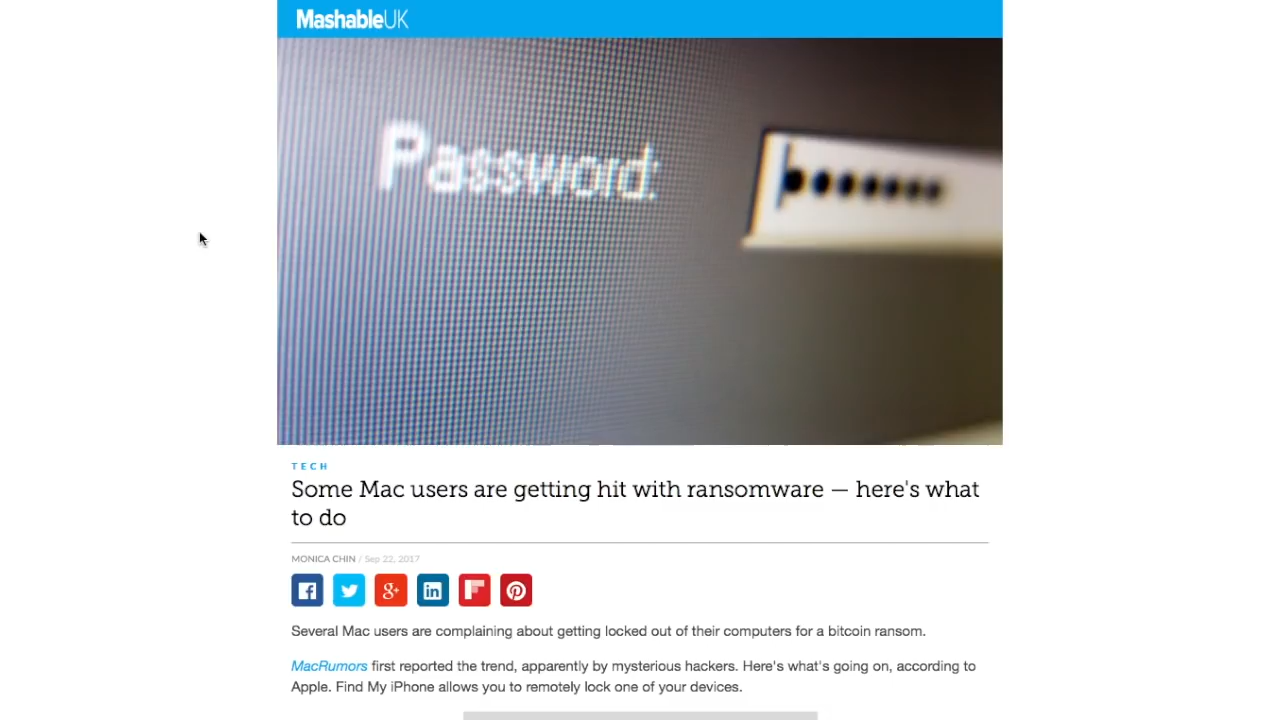 MashableUK
Password:
TECH
Some Mac users are getting hit with ransomware — here's what
to do
MONICA CHIN / Sep 22, 2017
Several Mac users are complaining about getting locked out of their computers for a bitcoin ransom.
MacRumors first reported the trend, apparently by mysterious hackers. Here's what's going on, according to
Apple. Find My iPhone allows you to remotely lock one of your devices.